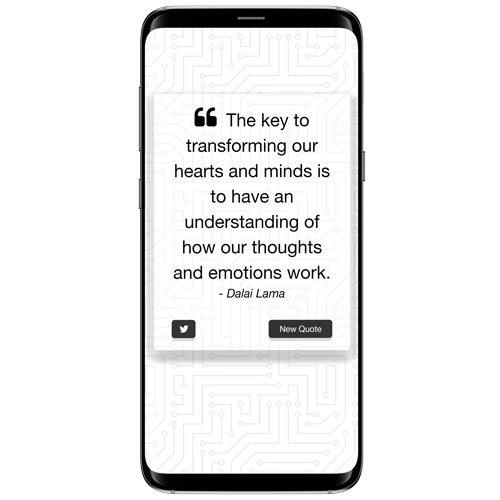 ❝ The key to
transforming our
hearts and minds is
to have an
understanding of
how our thoughts
and emotions work.
- Dalai Lama
New Quote